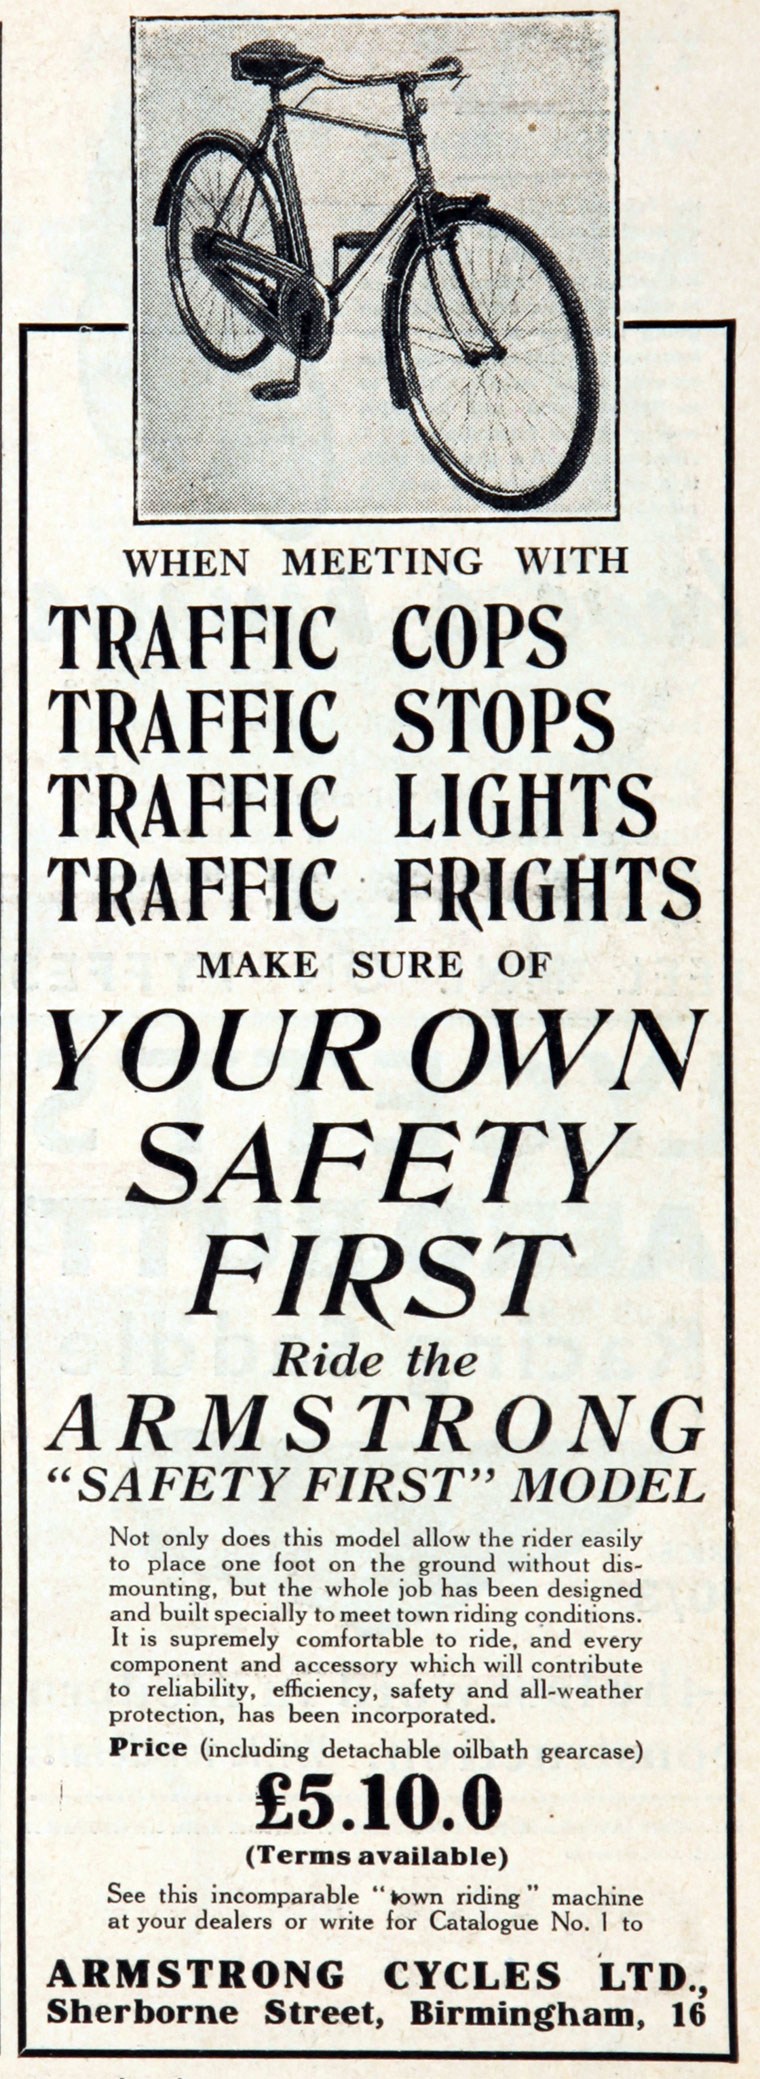 WHEN MEETING WITH
TRAFFIC COPS
TRAFFIC STOPS
TRAFFIC LIGHTS
TRAFFIC FRIGHTS
MAKE SURE OF
YOUR OWN
SAFETY
FIRST
Ride the
ARMSTRONG
"SAFETY FIRST" MODEL
Not only does this model allow the rider easily
to place one foot on the ground without dis-
mounting, but the whole job has been designed
and built specially to meet town riding conditions.
It is supremely comfortable to ride, and every
component and accessory which will contribute
to reliability, efficiency, safety and all-weather
protection, has been incorporated.
Price (including detachable oilbath gearcase)
£5.10.0
(Terms available)
See this incomparable "town riding" machine
at your dealers or write for Catalogue No. 1 to
ARMSTRONG CYCLES LTD.,
Sherborne Street, Birmingham, 16